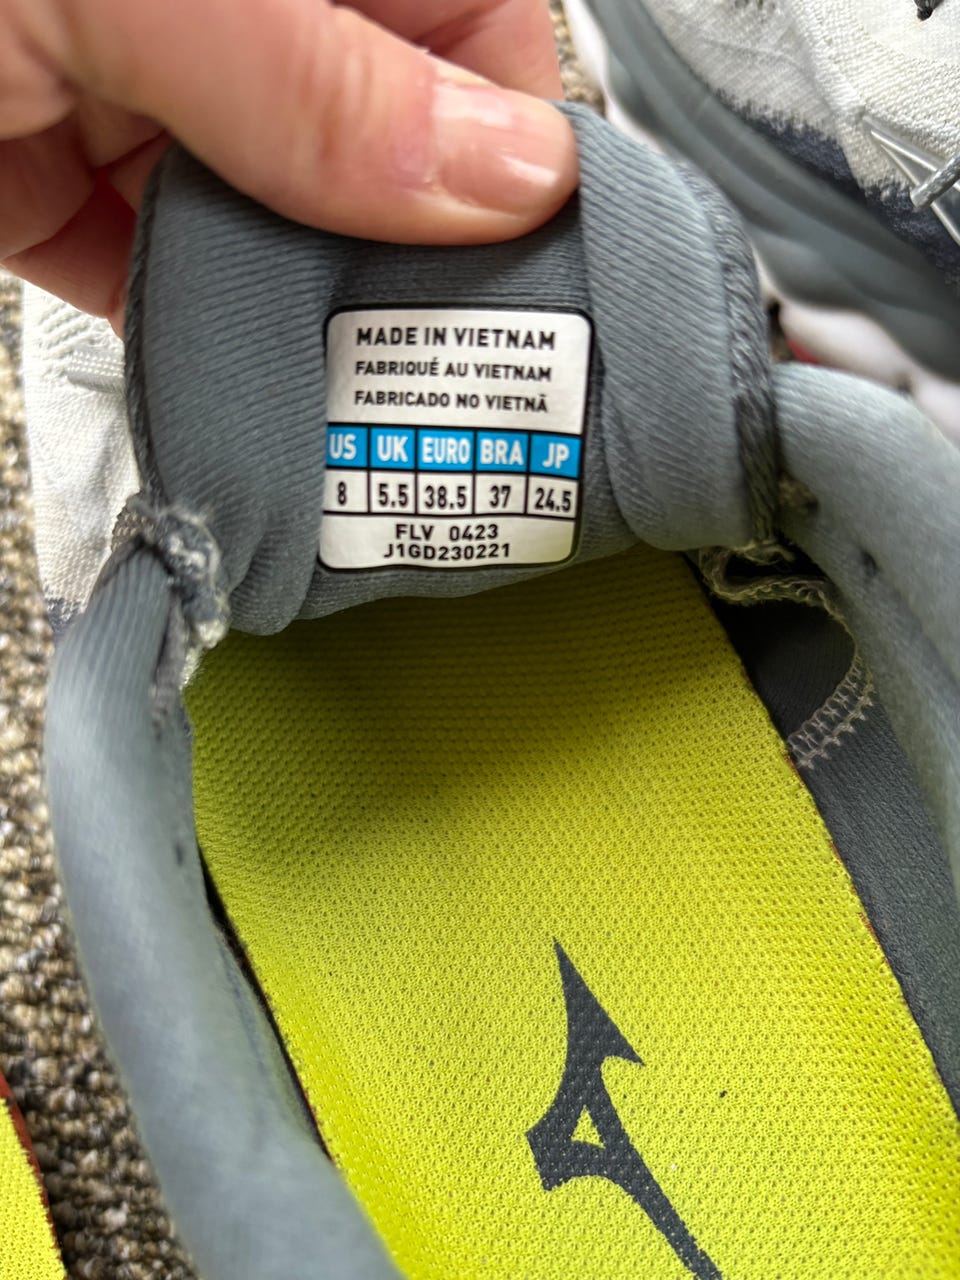 MADE IN VIETNAM
FABRIQUÉ AU VIETNAM
FABRICADO NO VIETNÃ
US UK EURO BRA JP
8 5.5 38.5 37 24.5
FLV 0423
J1GD230221